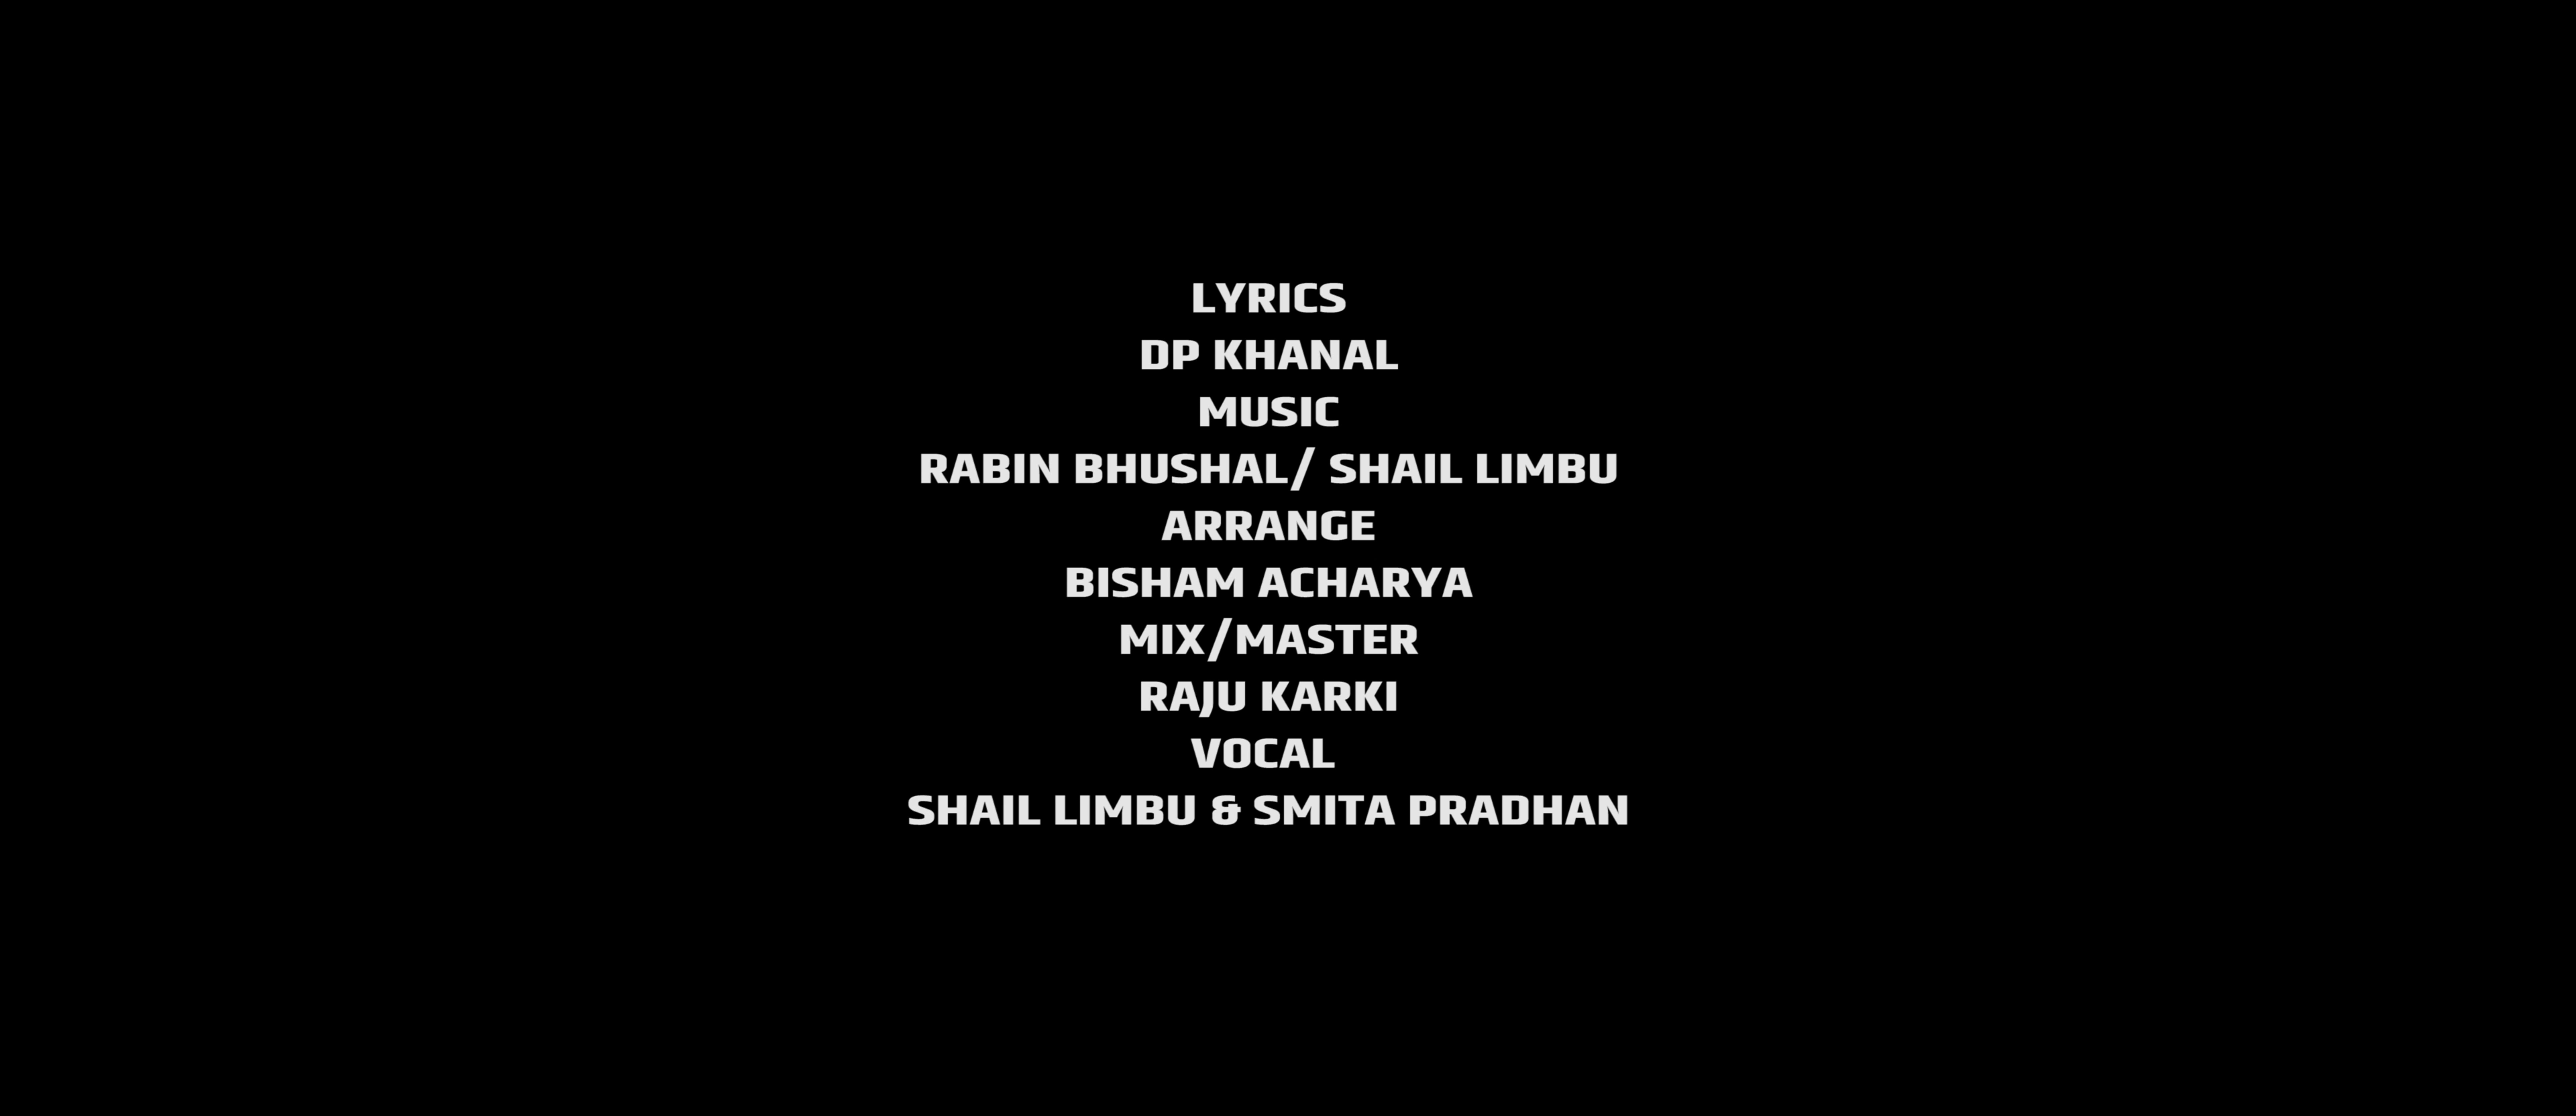 LYRICS
DP KHANAL
MUSIC
RABIN BHUSHAL/ SHAIL LIMBU
ARRANGE
BISHAM ACHARYA
MIX/MASTER
RAJU KARKI
VOCAL
SHAIL LIMBU & SMITA PRADHAN